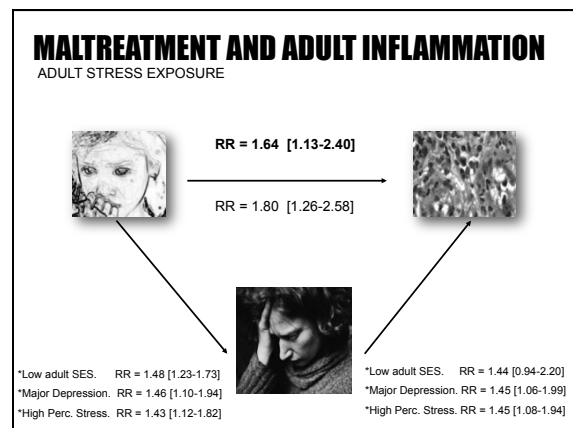 MALTREATMENT AND ADULT INFLAMMATION
ADULT STRESS EXPOSURE
RR = 1.64 [1.13-2.40]
RR = 1.80 [1.26-2.58]
*Low adult SES. RR = 1.48 [1.23-1.73]
*Major Depression. RR = 1.46 [1.10-1.94]
*High Perc. Stress. RR = 1.43 [1.12-1.82]
*Low adult SES. RR = 1.44 [0.94-2.20]
*Major Depression. RR = 1.45 [1.06-1.99]
*High Perc. Stress. RR = 1.45 [1.08-1.94]